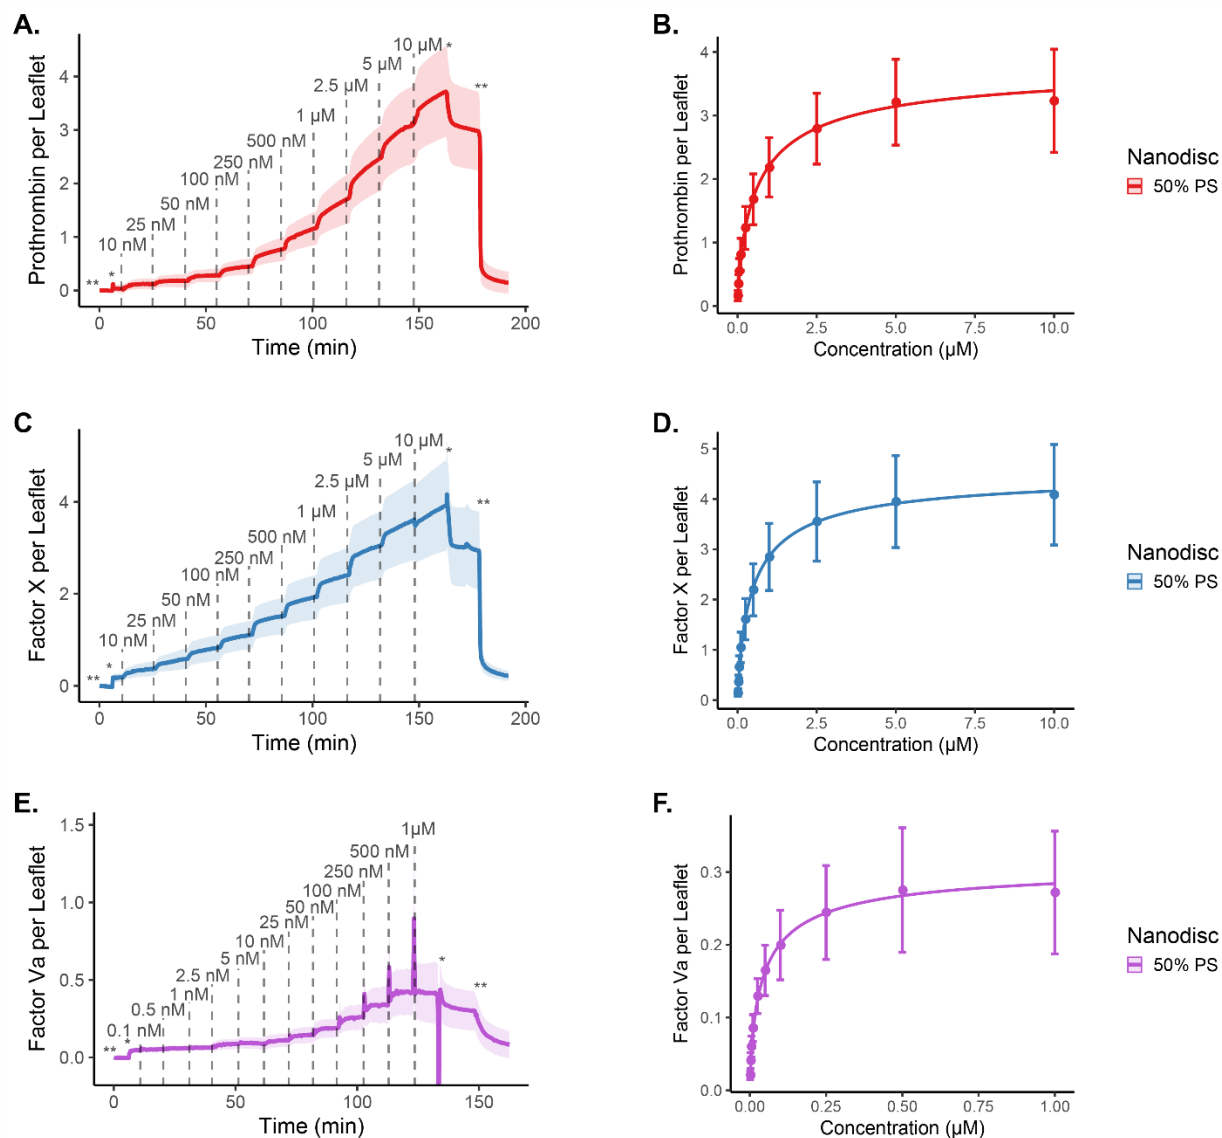 A.
Prothrombin per Leaflet
4
3
2
1
0
** * 10 nM
25 nM
50 nM
100 nM
250 nM
500 nM
1 µM
2.5 µM
5 µM
10 µM *
**
0 50 100 150 200
Time (min)
B.
Prothrombin per Leaflet
4
3
2
1
0
0.0 2.5 5.0 7.5 10.0
Concentration (µM)
Nanodisc
50% PS
C
Factor X per Leaflet
4
2
0
** * 10 nM
25 nM
50 nM
100 nM
250 nM
500 nM
1 µM
2.5 µM
5 µM
10 µM *
**
0 50 100 150 200
Time (min)
D.
Factor X per Leaflet
5
4
3
2
1
0
0.0 2.5 5.0 7.5 10.0
Concentration (µM)
Nanodisc
50% PS
E.
Factor Va per Leaflet
1.5
1.0
0.5
0.0
** * 0.1 nM
0.5 nM
1 nM
2.5 nM
5 nM
10 nM
25 nM
50 nM
100 nM
250 nM
500 nM
1µM
*
**
0 50 100 150
Time (min)
F.
Factor Va per Leaflet
0.3
0.2
0.1
0.0
0.00 0.25 0.50 0.75 1.00
Concentration (µM)
Nanodisc
50% PS